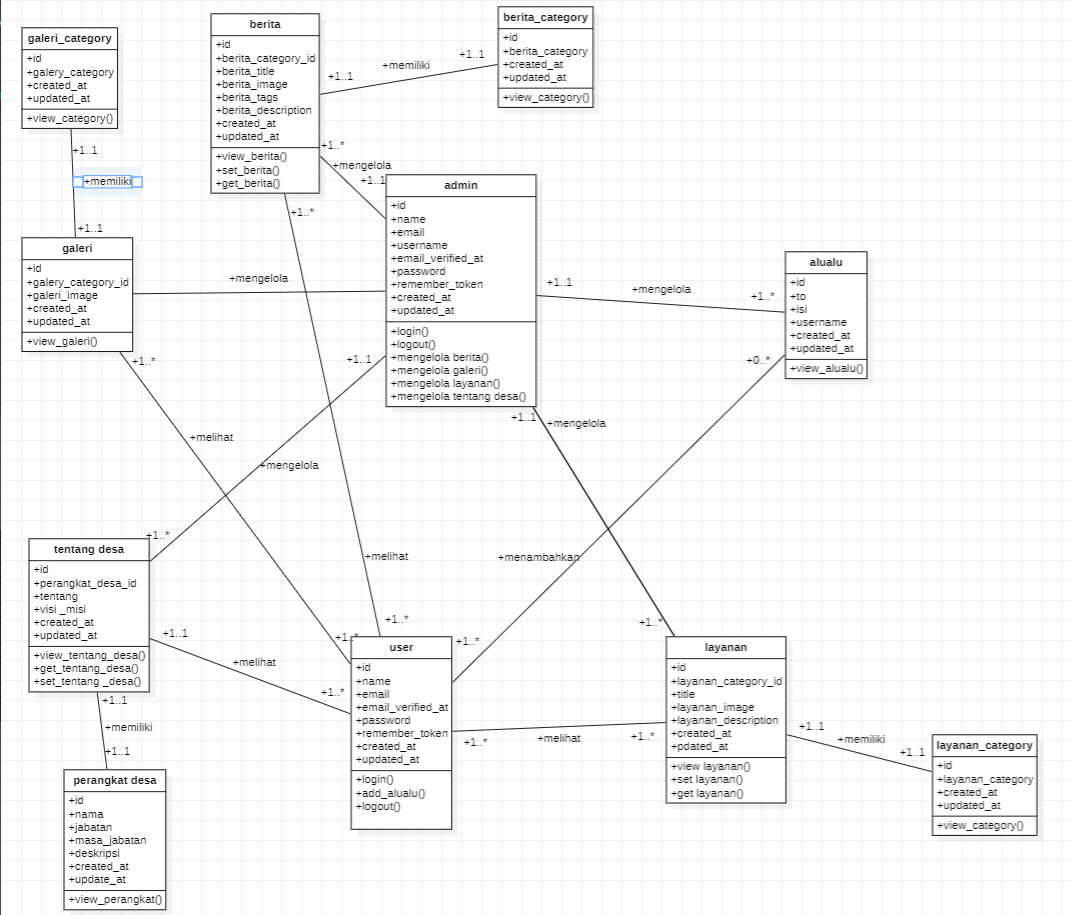 galeri_category
+id
+galery_category
+created_at
+updated_at
+view_category()
berita
+id
+berita_category_id
+berita_title
+berita_image
+berita_tags
+berita_description
+created_at
+updated_at
+view_berita()
+set_berita()
+get_berita()
berita_category
+id
+berita_category
+created_at
+updated_at
+view_category()
+1..1
+memiliki
+1..1
+1..1
+memiliki
+1..1
+1..*
+mengelola
+1..1
+1..*
galeri
+id
+galery_category_id
+galeri_image
+created_at
+updated_at
+view_galeri()
+mengelola
admin
+id
+name
+email
+username
+email_verified_at
+password
+remember_token
+created_at
+updated_at
+login()
+logout()
+mengelola berita()
+mengelola galeri()
+mengelola layanan()
+mengelola tentang desa()
+1..1
+mengelola
+1..*
alualu
+id
+to
+isi
+username
+created_at
+updated_at
+view_alualu()
+1..*
+1..1
+0..*
+1..1
+mengelola
+melihat
+mengelola
+1..*
+melihat
+menambahkan
tentang desa
+id
+perangkat_desa_id
+tentang
+visi _misi
+created_at
+updated_at
+view_tentang_desa()
+get_tentang_desa()
+set_tentang _desa()
+1..1
+melihat
+1..*
+1..*
+1..*
+1..*
+1..*
user
+id
+name
+email
+email_verified_at
+password
+remember_token
+created_at
+updated_at
+login()
+add_alualu()
+logout()
+1..*
+melihat
+1..*
layanan
+id
+layanan_category_id
+title
+layanan_image
+layanan_description
+created_at
+pdated_at
+view layanan()
+set layanan()
+get layanan()
+1..1
+memiliki
+1..1
layanan_category
+id
+layanan_category
+created_at
+updated_at
+view_category()
+1..1
+memiliki
+1..1
perangkat desa
+id
+nama
+jabatan
+masa_jabatan
+deskripsi
+created_at
+update_at
+view_perangkat()